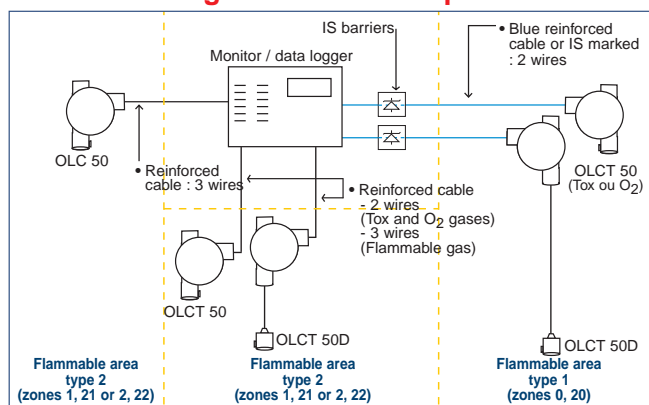 IS barriers
• Blue reinforced
cable or IS marked
: 2 wires
Monitor / data logger
OLC 50
• Reinforced
cable : 3 wires
• Reinforced cable
- 2 wires
(Tox and O2 gases)
- 3 wires
(Flammable gas)
OLCT 50
(Tox ou O2)
OLCT 50
OLCT 50D
OLCT 50D
Flammable area
type 2
(zones 1, 21 or 2, 22)
Flammable area
type 2
(zones 1, 21 or 2, 22)
Flammable area
type 1
(zones 0, 20)